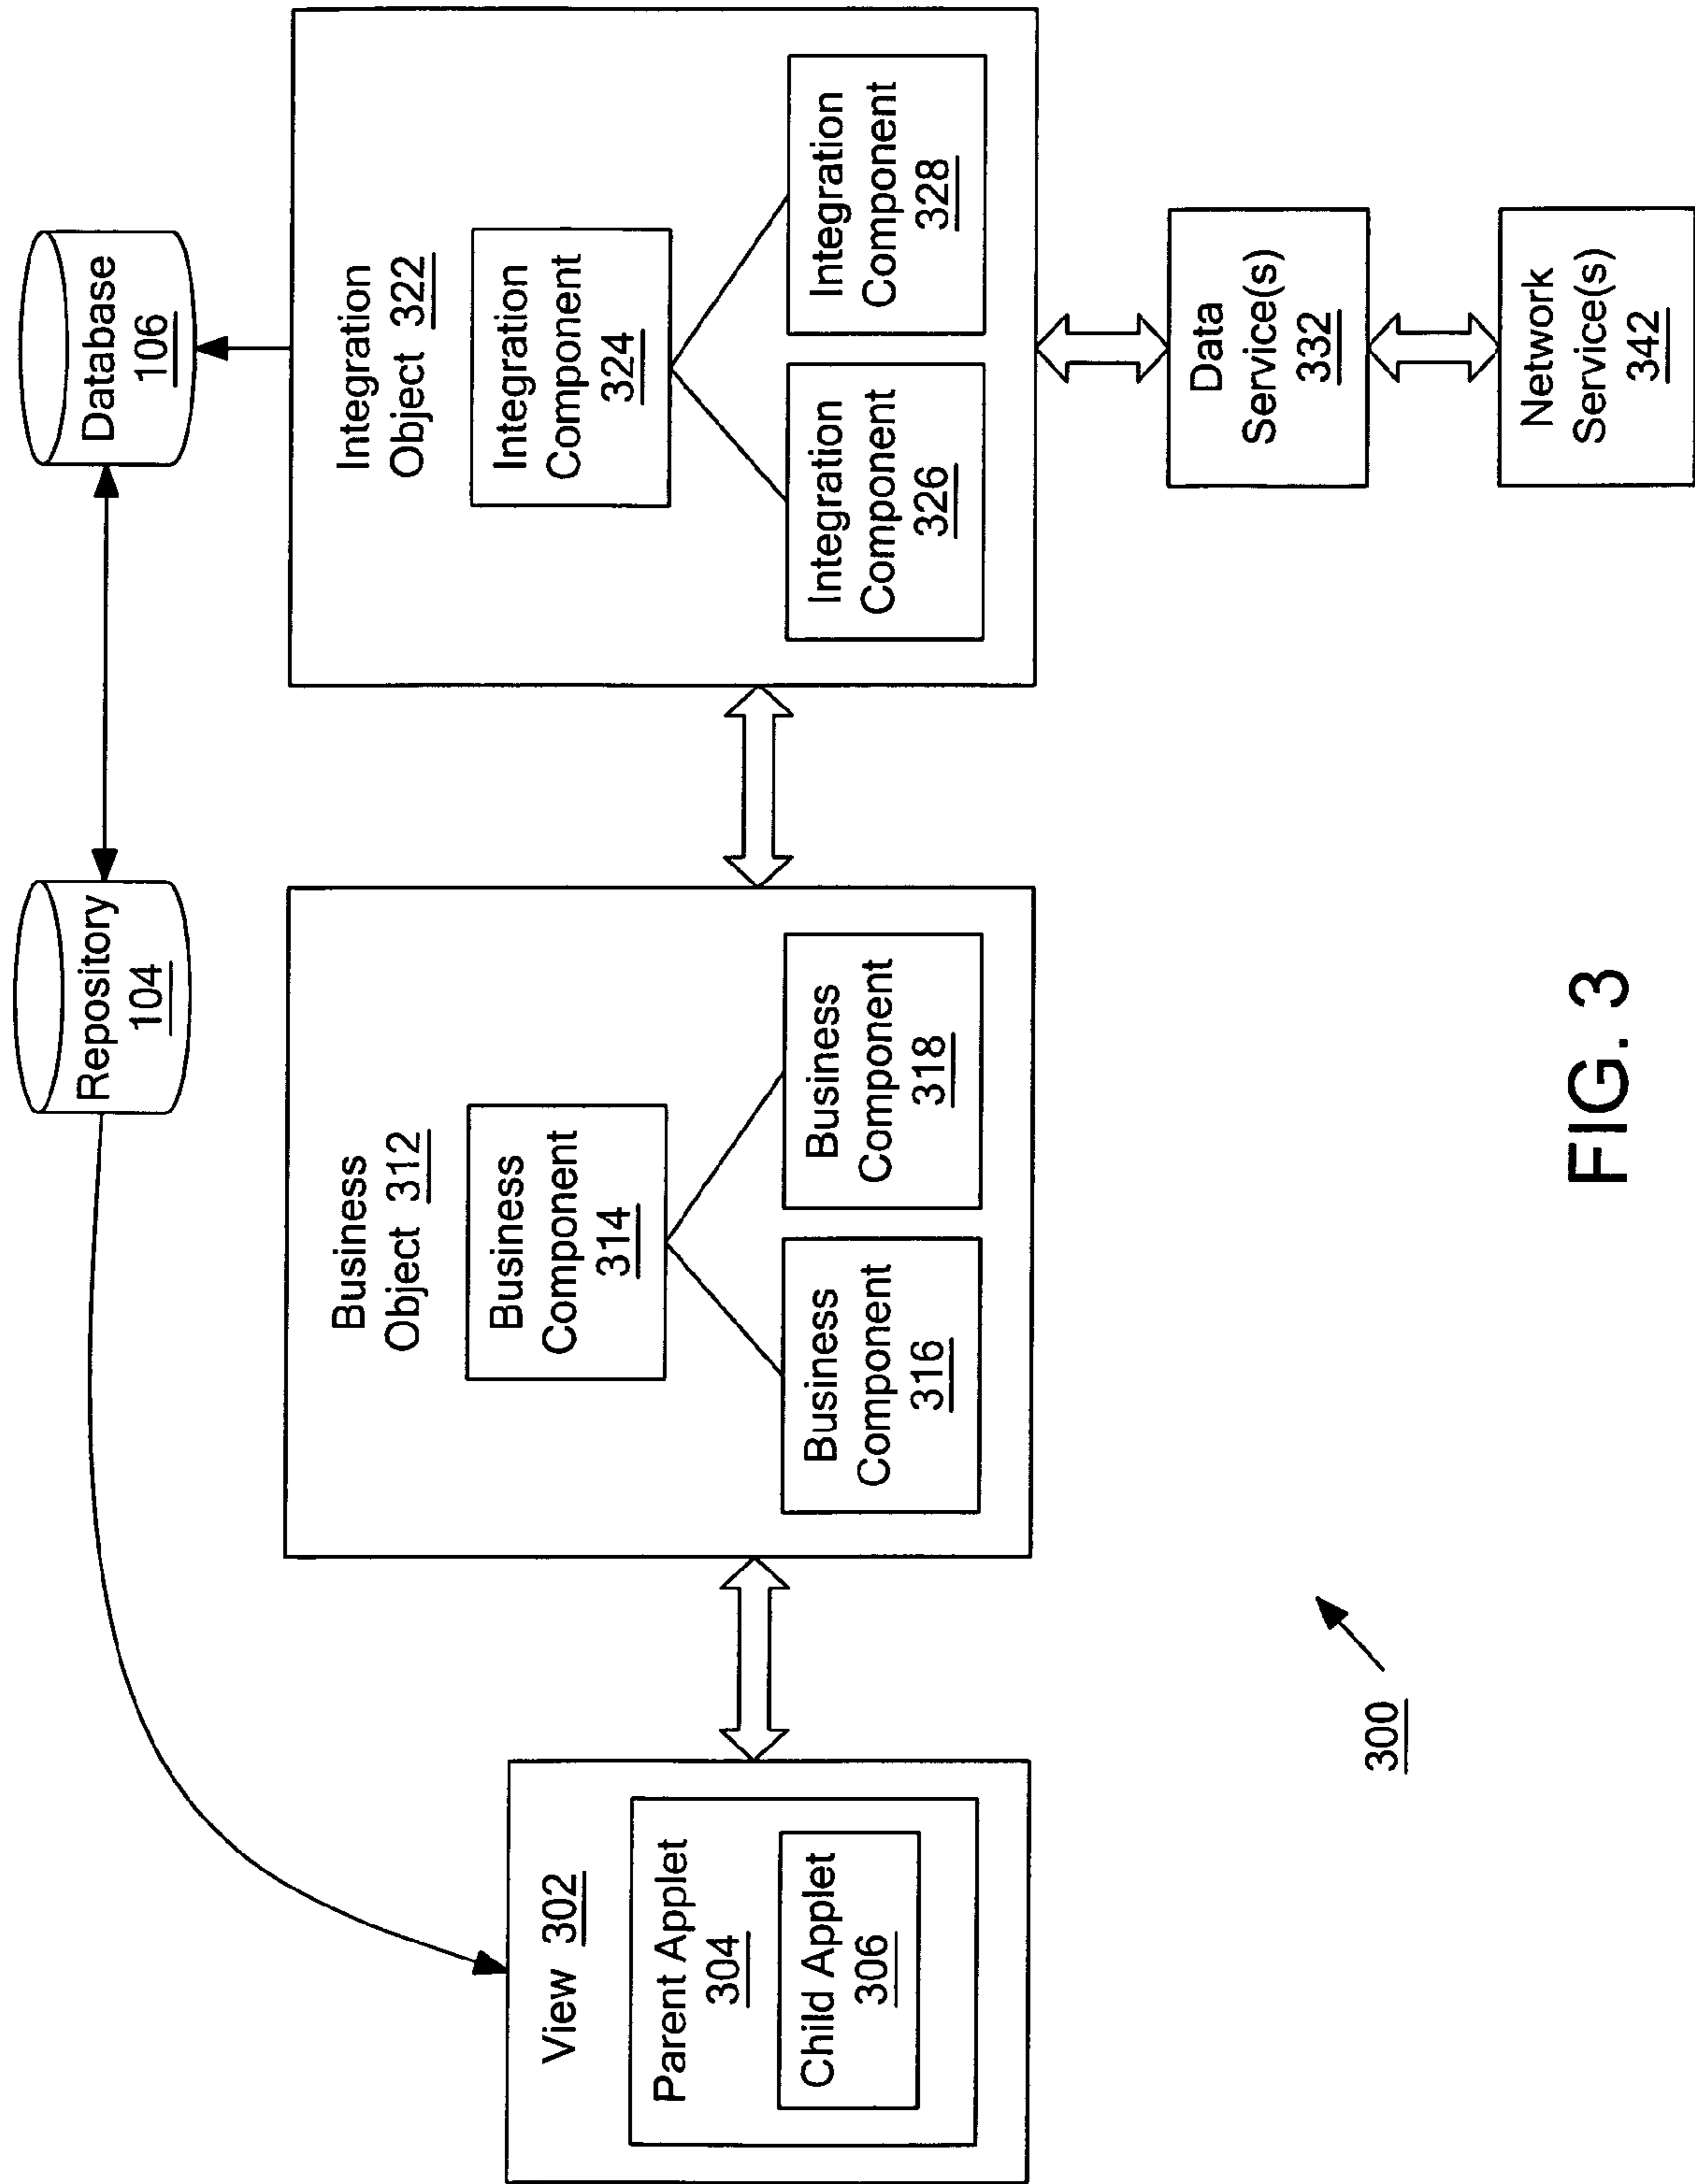 Repository
104
Database
106
View 302
Parent Applet
304
Child Applet
306
Business
Object 312
Business
Component
314
Business
Component
316
Business
Component
318
Integration
Object 322
Integration
Component
324
Integration
Component
326
Integration
Component
328
Data
Service(s)
332
Network
Service(s)
342
300
FIG. 3